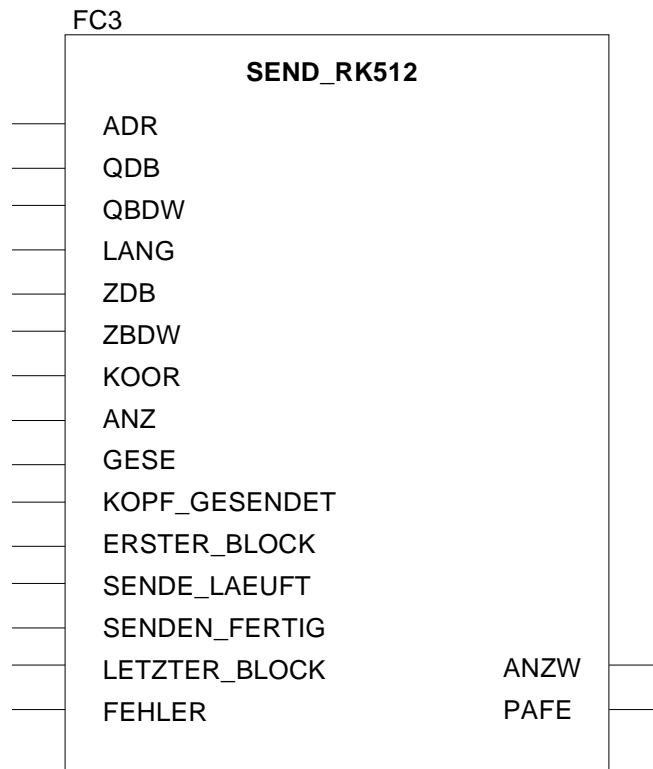 FC3
SEND_RK512
ADR
QDB
QBDW
LANG
ZDB
ZBDW
KOOR
ANZ
GESE
KOPF_GESENDET
ERSTER_BLOCK
SENDE_LAEUFT
SENDEN_FERTIG
LETZTER_BLOCK ANZW
FEHLER PAFE